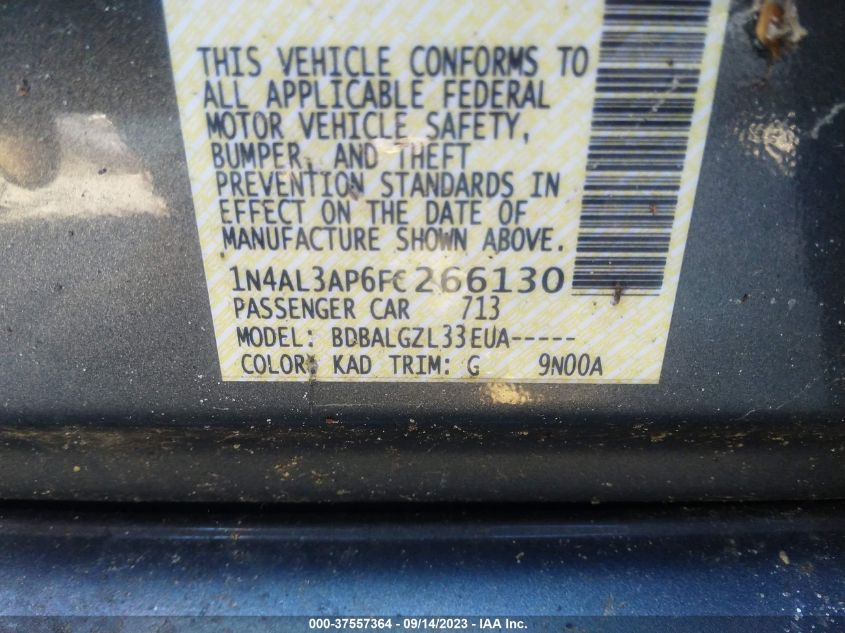 THIS VEHICLE CONFORMS TO
ALL APPLICABLE FEDERAL
MOTOR VEHICLE SAFETY,
BUMPER, AND THEFT
PREVENTION STANDARDS IN
EFFECT ON THE DATE OF
MANUFACTURE SHOWN ABOVE.
1N4AL3AP6FC266130
PASSENGER CAR 713
MODEL: BDBALGZL33EUA-----
COLOR: KAD TRIM: G 9N00A
000-37557364 - 09/14/2023 - IAA Inc.